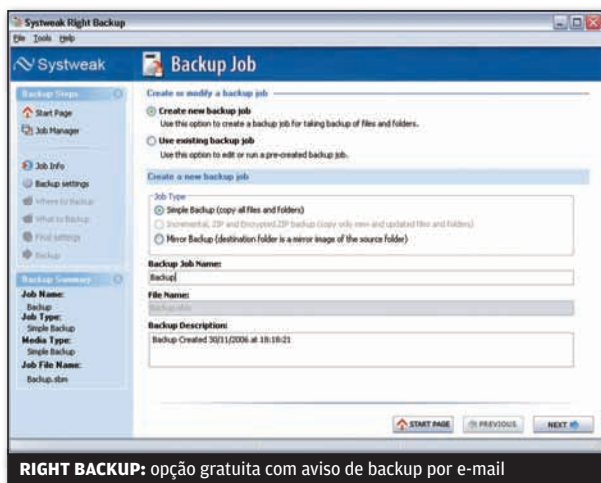 Systweak Right Backup
File Tools Help
Systweak
Backup Job
Backup Steps
Start Page
Job Manager
Job Info
Backup settings
Where to Backup
What to Backup
Final settings
Backup
Backup Summary
Job Name:
Backup
Job Type:
Simple Backup
Media Type:
Simple Backup
Job File Name:
Backup.sbm
Create or modify a backup job
Create new backup job
Use this option to create a backup job for taking backup of files and folders.
Use existing backup job
Use this option to edit or run a pre-created backup job.
Create a new backup job
Job Type
Simple Backup (copy all files and folders)
Incremental, ZIP and Encrypted ZIP backup (copy only new and updated files and folders)
Mirror Backup (destination folder is a mirror image of the source folder)
Backup Job Name:
Backup
File Name:
Backup.sbm
Backup Description:
Backup Created 30/11/2006 at 18:18:21
START PAGE
PREVIOUS
NEXT
RIGHT BACKUP: opção gratuita com aviso de backup por e-mail